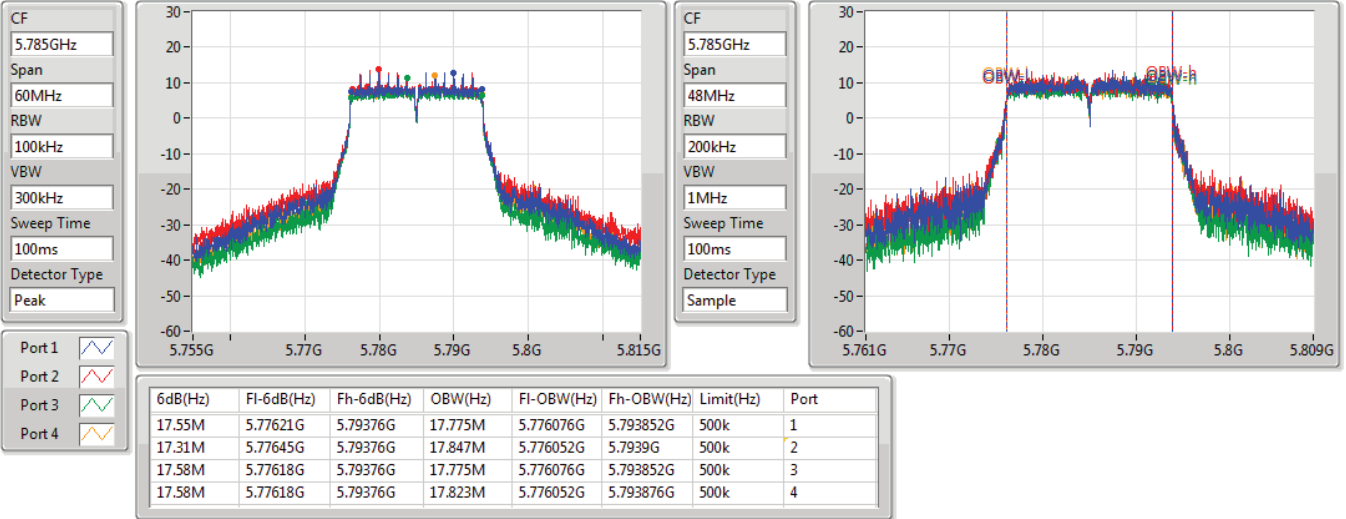 CF
5.785GHz
Span
60MHz
RBW
100kHz
VBW
300kHz
Sweep Time
100ms
Detector Type
Peak
30
20
10
0
-10
-20
-30
-40
-50
-60
5.755G 5.77G 5.78G 5.79G 5.8G 5.815G
CF
5.785GHz
Span
48MHz
RBW
200kHz
VBW
1MHz
Sweep Time
100ms
Detector Type
Sample
30
20
10
0
-10
-20
-30
-40
-50
-60
5.761G 5.77G 5.78G 5.79G 5.8G 5.809G
Port 1
Port 2
Port 3
Port 4
6dB(Hz) Fl-6dB(Hz) Fh-6dB(Hz) OBW(Hz) Fl-OBW(Hz) Fh-OBW(Hz) Limit(Hz) Port
17.55M 5.77621G 5.79376G 17.775M 5.776076G 5.793852G 500k 1
17.31M 5.77645G 5.79376G 17.847M 5.776052G 5.7939G 500k 2
17.58M 5.77618G 5.79376G 17.775M 5.776076G 5.793852G 500k 3
17.58M 5.77618G 5.79376G 17.823M 5.776052G 5.793876G 500k 4